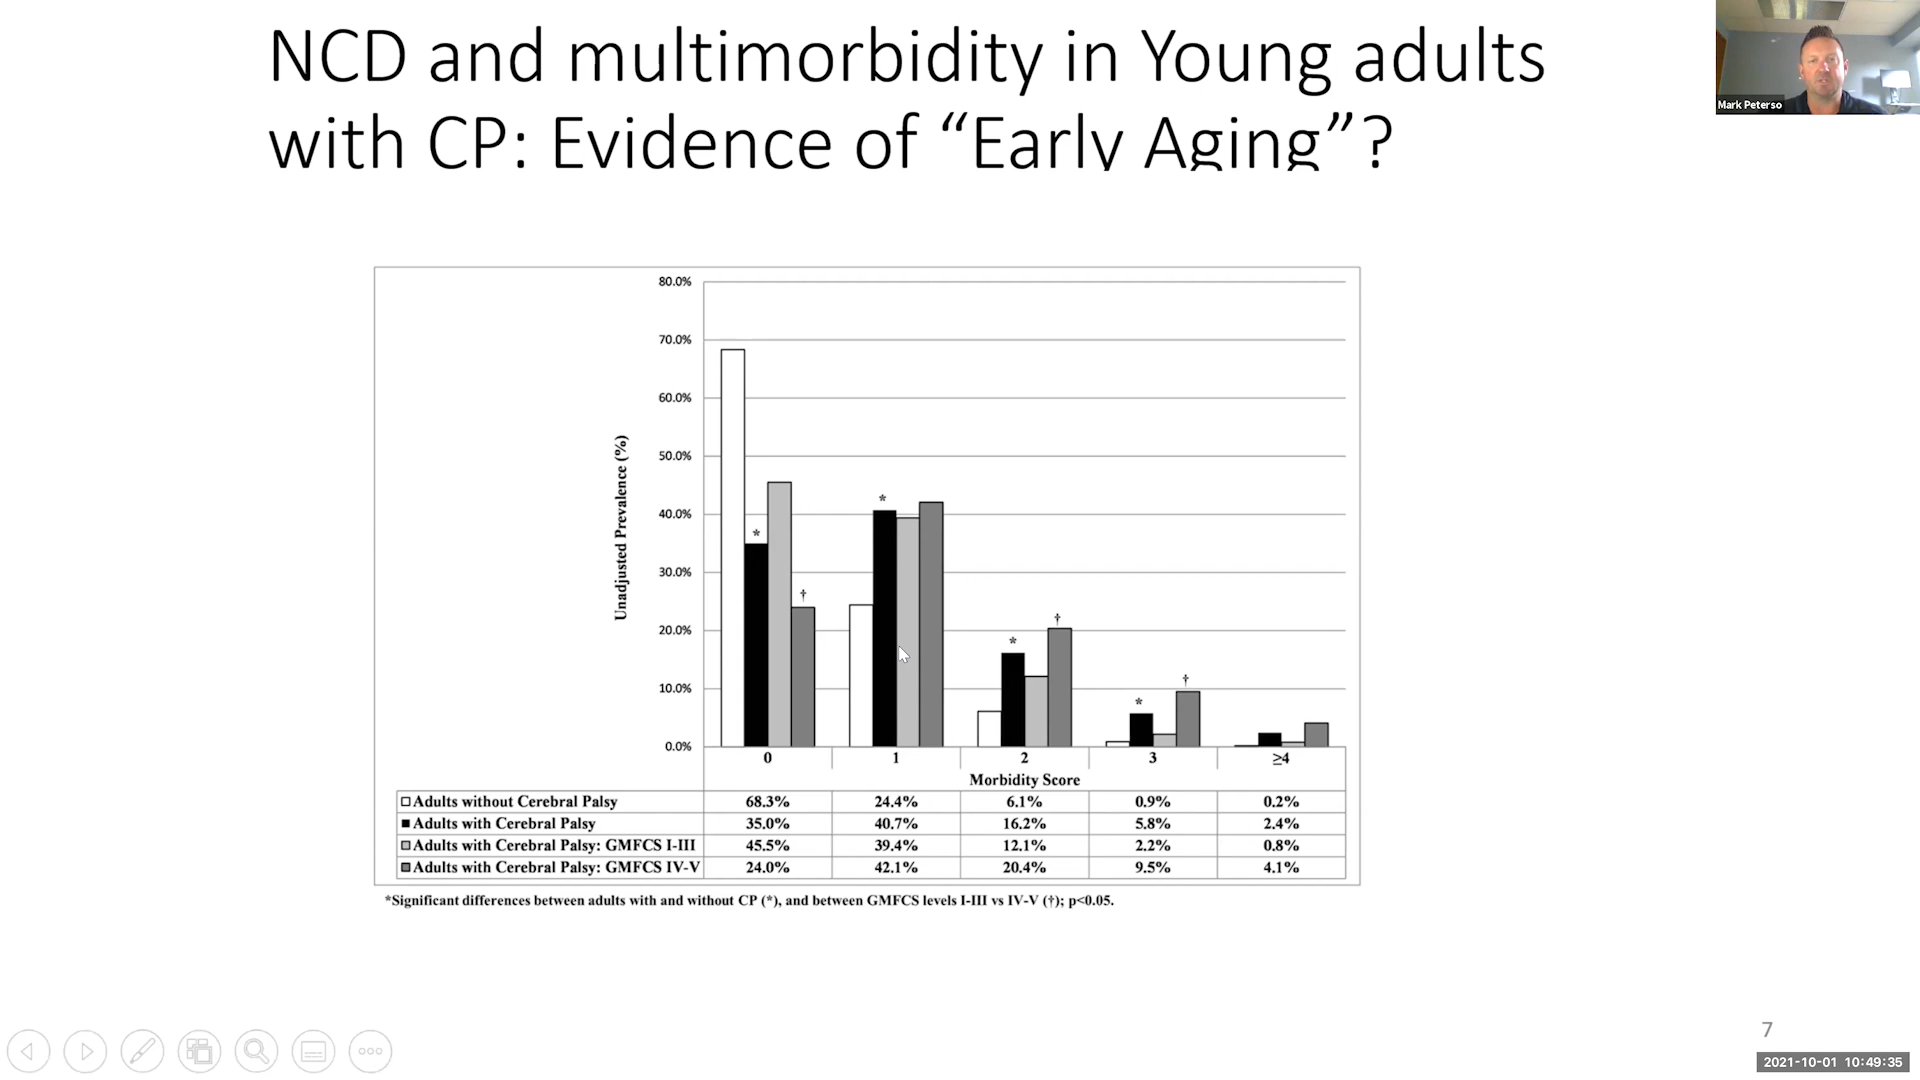 NCD and multimorbidity in Young adults
with CP: Evidence of “Early Aging”?
Mark Peterso
80.0%
70.0%
60.0%
50.0%
40.0%
30.0%
20.0%
10.0%
0.0%
Unadjusted Prevalence (%)
*
†
*
*
†
*
†
0 1 2 3 ≥4
Morbidity Score
Adults without Cerebral Palsy 68.3% 24.4% 6.1% 0.9% 0.2%
Adults with Cerebral Palsy 35.0% 40.7% 16.2% 5.8% 2.4%
Adults with Cerebral Palsy: GMFCS I-III 45.5% 39.4% 12.1% 2.2% 0.8%
Adults with Cerebral Palsy: GMFCS IV-V 24.0% 42.1% 20.4% 9.5% 4.1%
*Significant differences between adults with and without CP (*), and between GMFCS levels I-III vs IV-V (†); p<0.05.
7
2021-10-01 10:49:35